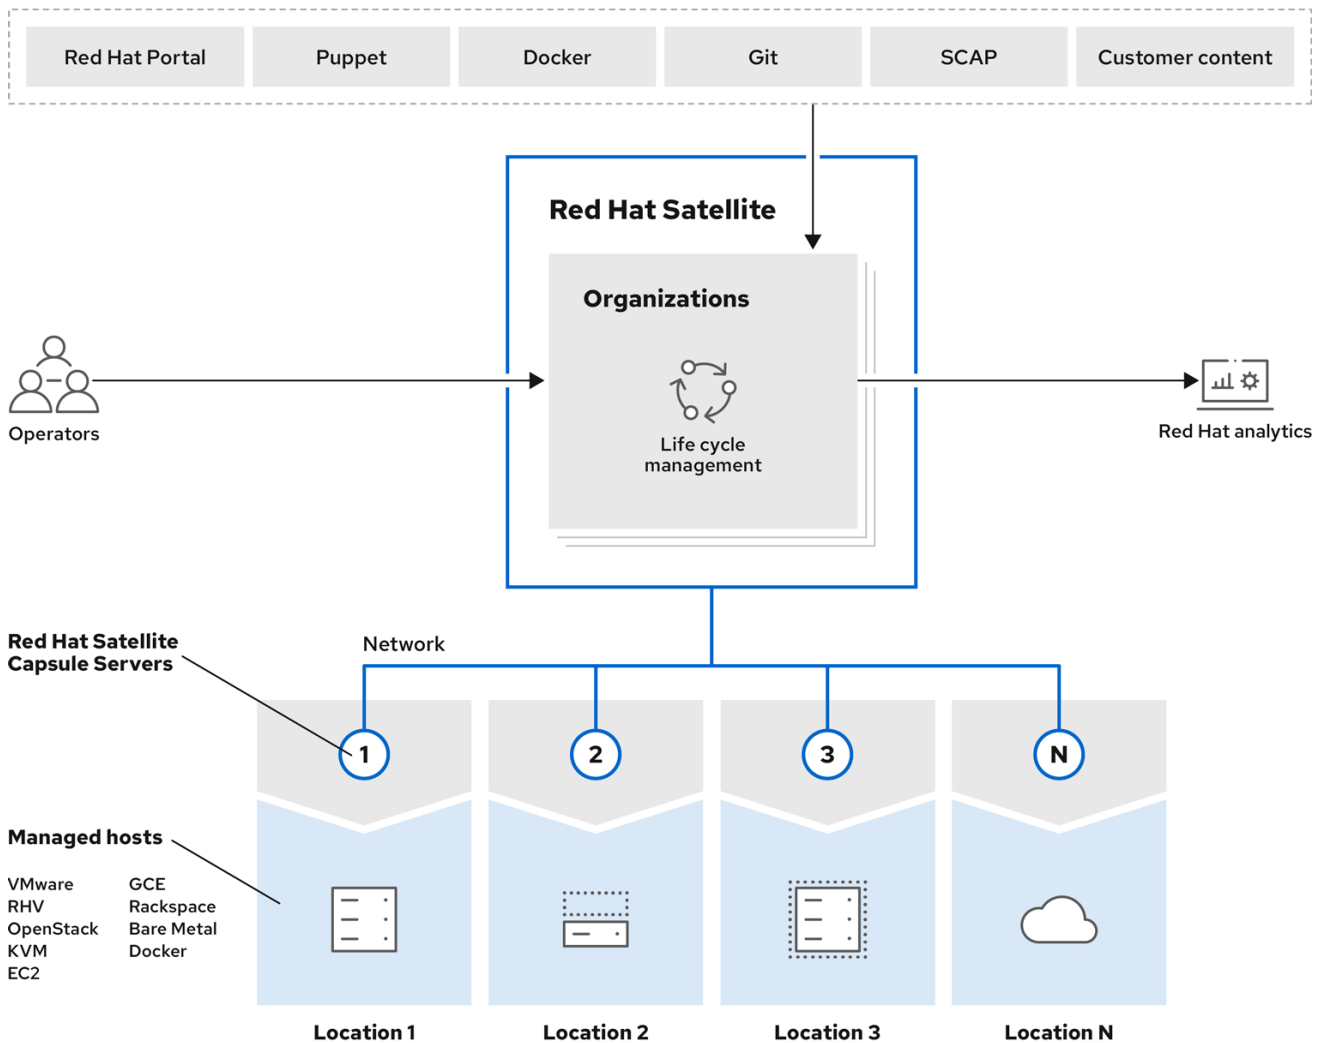 Red Hat Portal
Puppet
Docker
Git
SCAP
Customer content
Red Hat Satellite
Organizations
Life cycle
management
Operators
Red Hat analytics
Red Hat Satellite
Capsule Servers
Network
1
2
3
N
Managed hosts
VMware
RHV
OpenStack
KVM
EC2
GCE
Rackspace
Bare Metal
Docker
Location 1
Location 2
Location 3
Location N